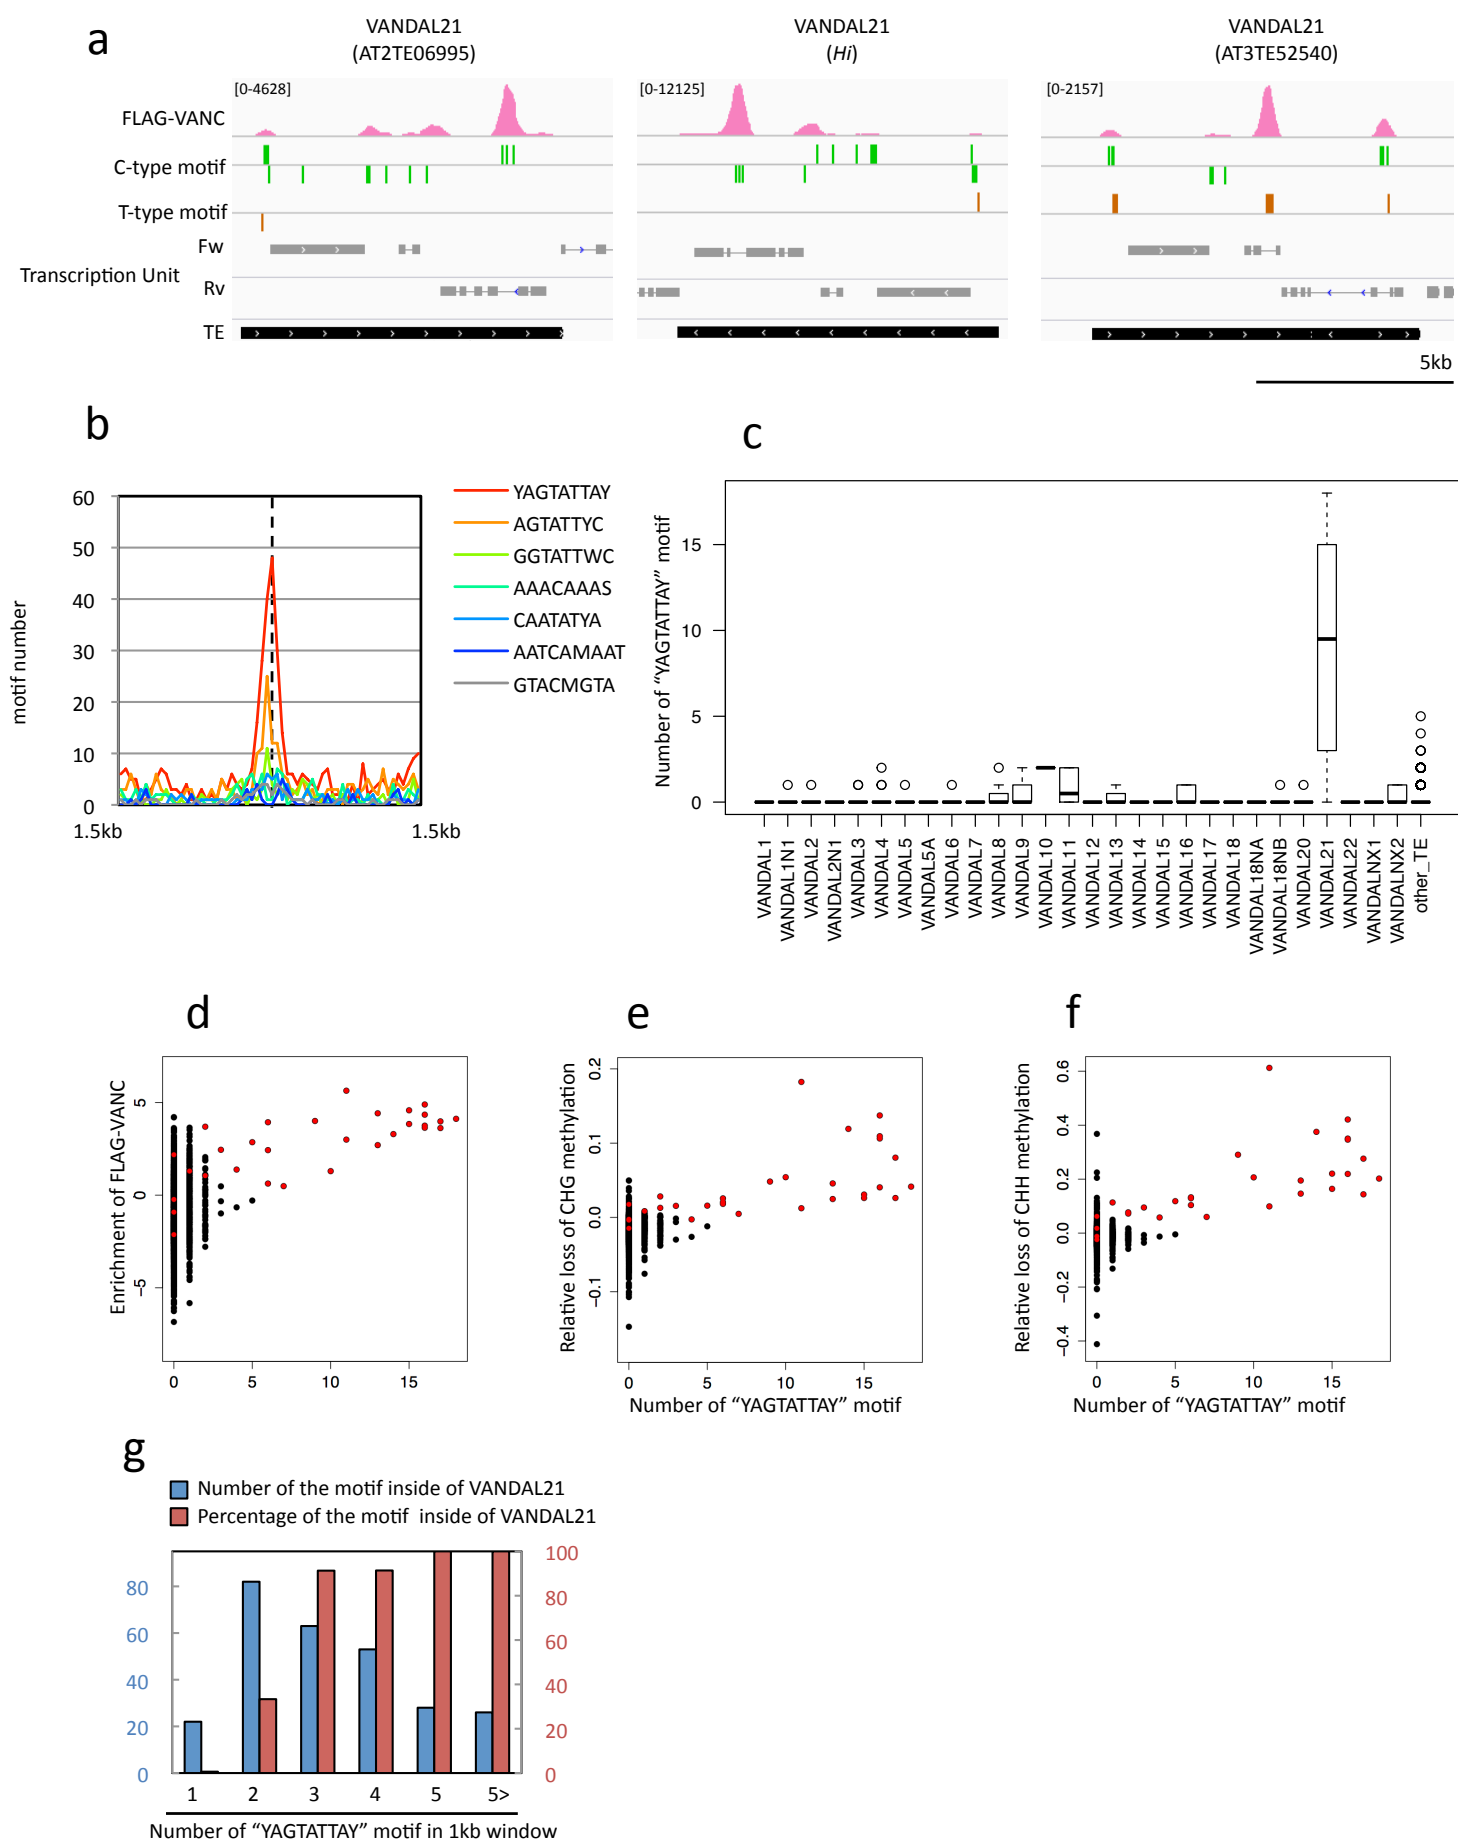 a
VANDAL21
(AT2TE06995)
VANDAL21
(Hi)
VANDAL21
(AT3TE52540)
[0-4628]
[0-12125]
[0-2157]
FLAG-VANC
C-type motif
T-type motif
Fw
Transcription Unit
Rv
TE
5kb
b
motif number
60
50
40
30
20
10
0
1.5kb
1.5kb
YAGTATTAY
AGTATTYC
GGTATTWC
AAACAAAS
CAATATYA
AATCAMAAT
GTACMGTA
c
Number of “YAGTATTAY” motif
15
10
5
0
VANDAL1
VANDAL1N1
VANDAL2
VANDAL2N1
VANDAL3
VANDAL4
VANDAL5
VANDAL5A
VANDAL6
VANDAL7
VANDAL8
VANDAL9
VANDAL10
VANDAL11
VANDAL12
VANDAL13
VANDAL14
VANDAL15
VANDAL16
VANDAL17
VANDAL18
VANDAL18NA
VANDAL18NB
VANDAL20
VANDAL21
VANDAL22
VANDALNX1
VANDALNX2
other_TE
d
Enrichment of FLAG-VANC
5
0
−5
0 5 10 15
e
Relative loss of CHG methylation
0.2
0.1
0.0
−0.1
0 5 10 15
Number of “YAGTATTAY” motif
f
Relative loss of CHH methylation
0.6
0.4
0.2
0.0
−0.2
−0.4
0 5 10 15
Number of “YAGTATTAY” motif
g
Number of the motif inside of VANDAL21
Percentage of the motif inside of VANDAL21
80
60
40
20
0
100
80
60
40
20
0
1 2 3 4 5 5>
Number of “YAGTATTAY” motif in 1kb window